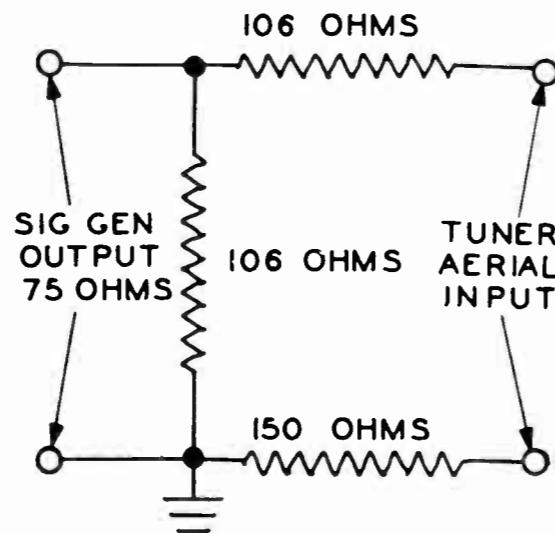 106 OHMS
SIG GEN
OUTPUT
75 OHMS
106 OHMS
TUNER
AERIAL
INPUT
150 OHMS